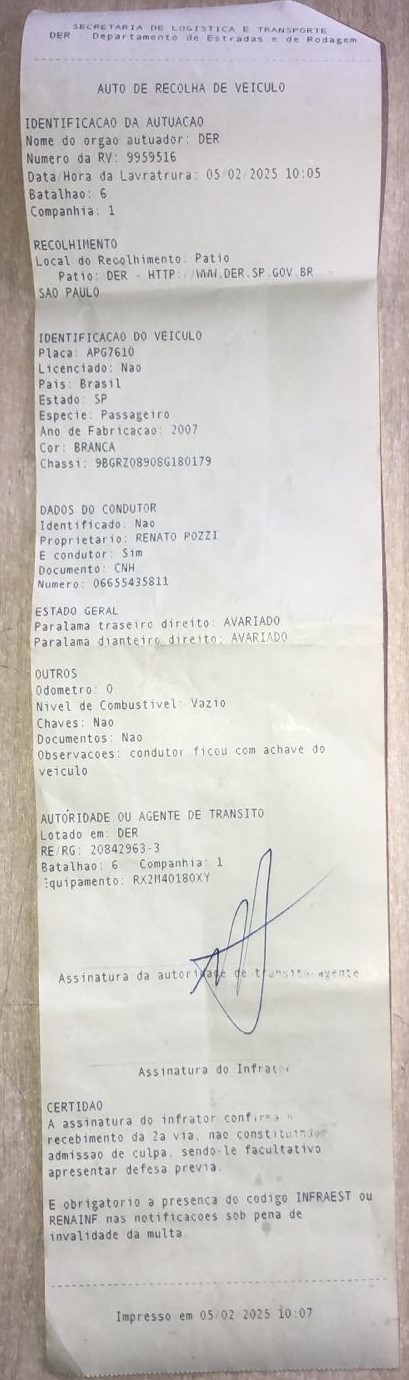 SECRETARIA DE LOGISTICA E TRANSPORTE
DER Departamento de Estradas e de Rodagem
AUTO DE RECOLHA DE VEICULO
IDENTIFICACAO DA AUTUACAO
Nome do orgao autuador: DER
Numero da RV: 9959516
Data/Hora da Lavratrura: 05/02/2025 10:05
Batalhao: 6
Companhia: 1
RECOLHIMENTO
Local do Recolhimento: Patio
Patio: DER - HTTP://WWW.DER.SP.GOV.BR
SAO PAULO
IDENTIFICACAO DO VEICULO
Placa: APG7610
Licenciado: Nao
Pais: Brasil
Estado: SP
Especie: Passageiro
Ano de Fabricacao: 2007
Cor: BRANCA
Chassi: 9BGRZ08908G180179
DADOS DO CONDUTOR
Identificado: Nao
Proprietario: RENATO POZZI
E condutor: Sim
Documento: CNH
Numero: 06655435811
ESTADO GERAL
Paralama traseiro direito: AVARIADO
Paralama dianteiro direito: AVARIADO
OUTROS
Odometro: 0
Nivel de Combustivel: Vazio
Chaves: Nao
Documentos: Nao
Observacoes: condutor ficou com achave do
veiculo
AUTORIDADE OU AGENTE DE TRANSITO
Lotado em: DER
RE/RG: 20842963-3
Batalhao: 6 Companhia: 1
Equipamento: RX2M40180XY
Assinatura da autoridade de transito-agente
Assinatura do Infrator
CERTIDAO
A assinatura do infrator confirma o
recebimento da 2a via, nao constituindo
admissao de culpa, sendo-le facultativo
apresentar defesa previa.
E obrigatorio a presenca do codigo INFRAEST ou
RENAINF nas notificacoes sob pena de
invalidade da multa.
Impresso em 05/02/2025 10:07